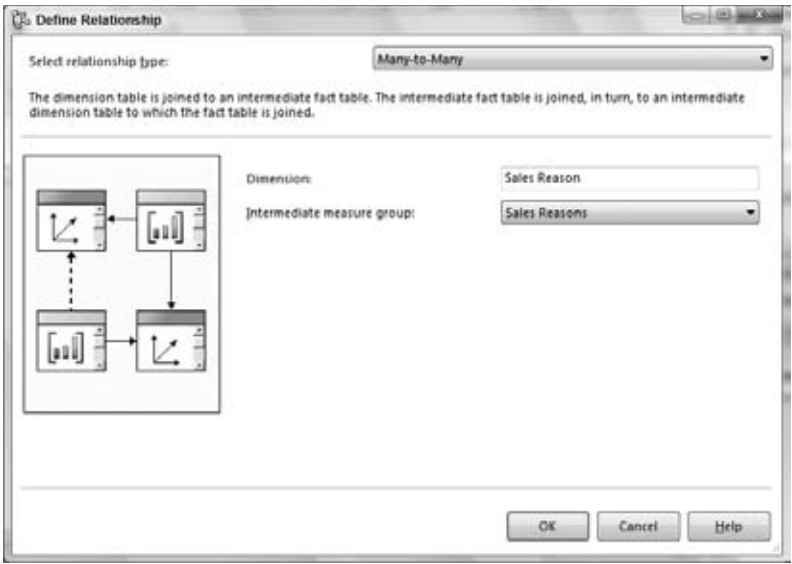 Define Relationship
Select relationship type:
Many-to-Many
The dimension table is joined to an intermediate fact table. The intermediate fact table is joined, in turn, to an intermediate
dimension table to which the fact table is joined.
Dimension:
Sales Reason
Intermediate measure group:
Sales Reasons
OK
Cancel
Help